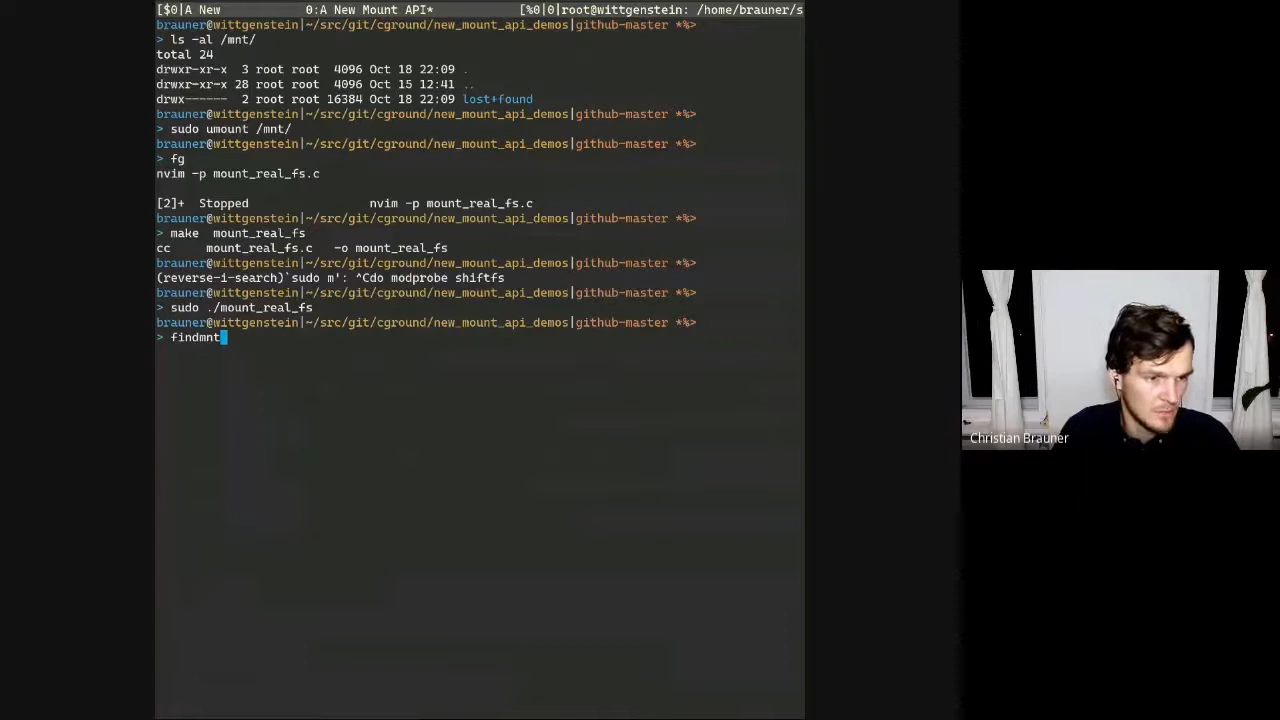 [$0|A New 0:A New Mount API* [%0|0|root@wittgenstein: /home/brauner/s
brauner@wittgenstein|~/src/git/cground/new_mount_api_demos|github-master *%>
> ls -al /mnt/
total 24
drwxr-xr-x 3 root root 4096 Oct 18 22:09 .
drwxr-xr-x 28 root root 4096 Oct 15 12:41 ..
drwx------ 2 root root 16384 Oct 18 22:09 lost+found
brauner@wittgenstein|~/src/git/cground/new_mount_api_demos|github-master *%>
> sudo umount /mnt/
brauner@wittgenstein|~/src/git/cground/new_mount_api_demos|github-master *%>
> fg
nvim -p mount_real_fs.c
[2]+ Stopped nvim -p mount_real_fs.c
brauner@wittgenstein|~/src/git/cground/new_mount_api_demos|github-master *%>
> make mount_real_fs
cc mount_real_fs.c -o mount_real_fs
brauner@wittgenstein|~/src/git/cground/new_mount_api_demos|github-master *%>
(reverse-i-search)`sudo m': ^Cdo modprobe shiftfs
brauner@wittgenstein|~/src/git/cground/new_mount_api_demos|github-master *%>
> sudo ./mount_real_fs
brauner@wittgenstein|~/src/git/cground/new_mount_api_demos|github-master *%>
> findmnt
Christian Brauner